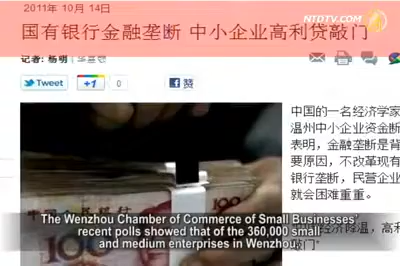 NTDTV.COM
2011年 10月 14日
国有银行金融垄断 中小企业高利贷敲门
记者: 杨明 | 华盛顿
Tweet
+1
0
赞
中国的一名经济学家
温州中小企业资金断
表明，金融垄断是背
要原因，不改革现有
银行垄断，民营企业
就会困难重重。
100
The Wenzhou Chamber of Commerce of Small Businesses'
recent polls showed that of the 360,000 small
and medium enterprises in Wenzhou,